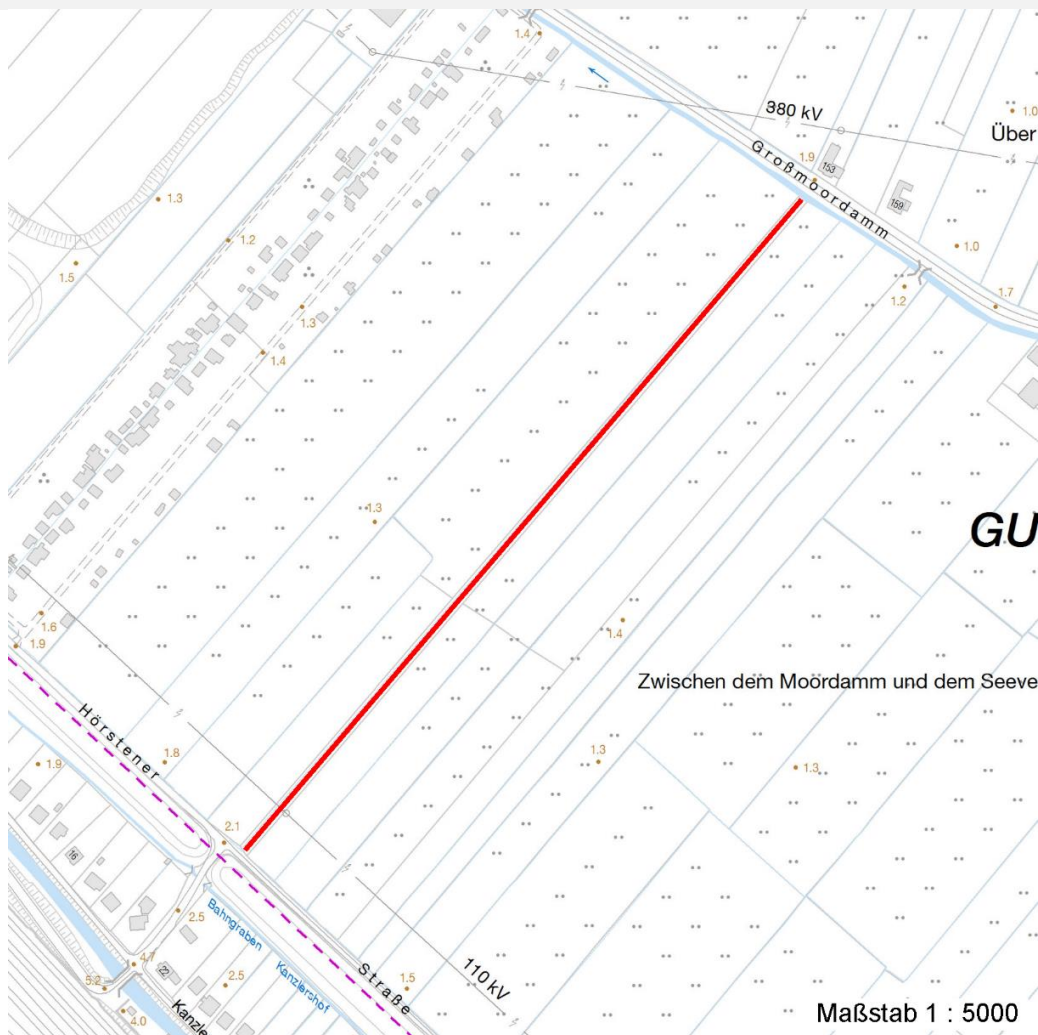 1.4
380 kV
1.0
Über
1.9
153
Großmoordamm
159
1.3
1.2
1.0
1.5
1.2
1.7
1.3
1.4
1.3
GU
1.6
1.4
1.9
Zwischen dem Moordamm und dem Seeve
Hörstener
1.8
1.3
1.3
1.9
2.1
16
2.5
Bahngraben
4.7
22
Kanzlershof
110 kV
5.2
2.5
Straße
1.5
4.0
Kanzle
Maßstab 1 : 5000